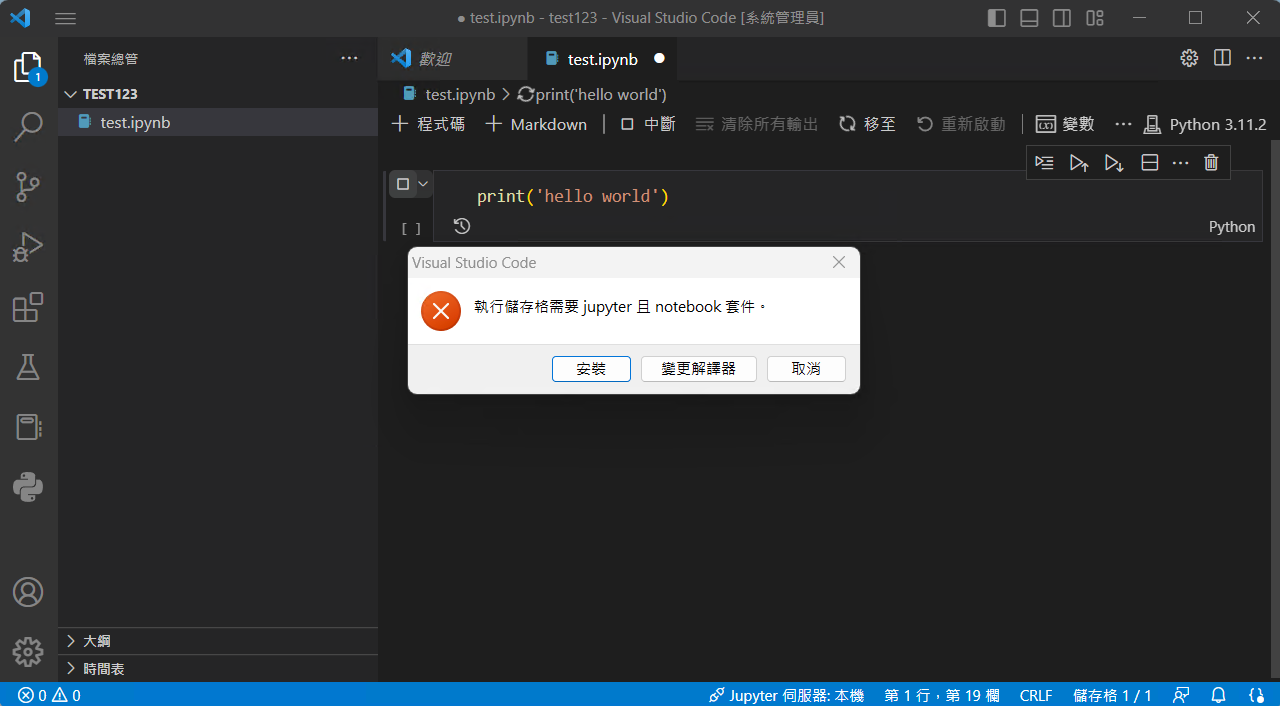 ● test.ipynb - test123 - Visual Studio Code [系統管理員]
檔案總管
歡迎
test.ipynb
1
TEST123
test.ipynb
test.ipynb > print('hello world')
程式碼
Markdown
中斷
清除所有輸出
移至
重新啟動
變數
Python 3.11.2
print('hello world')
[ ]
Python
Visual Studio Code
執行儲存格需要 jupyter 且 notebook 套件。
安裝
變更解譯器
取消
大綱
時間表
0
0
Jupyter 伺服器: 本機
第 1 行,第 19 欄
CRLF
儲存格 1 / 1